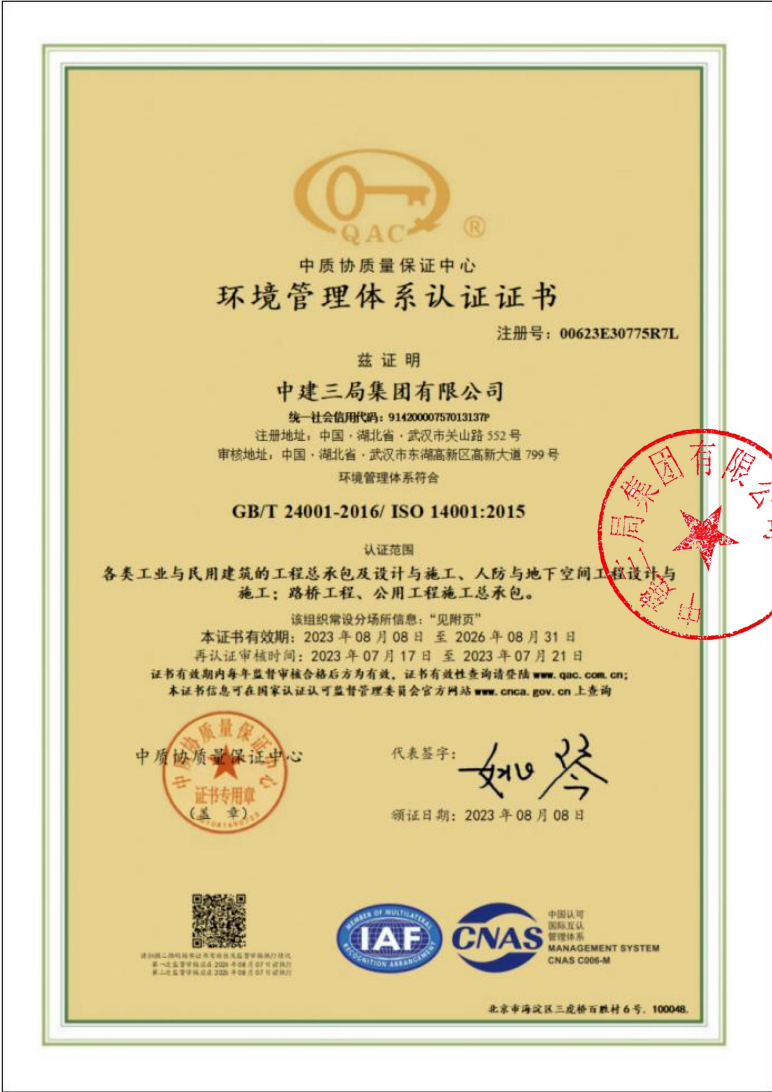 QAC
®
中质协质量保证中心
环境管理体系认证证书
注册号：00623E30775R7L
兹证明
中建三局集团有限公司
统一社会信用代码：91420000757013137P
注册地址：中国·湖北省·武汉市关山路 552 号
审核地址：中国·湖北省·武汉市东湖高新区高新大道 799 号
环境管理体系符合
GB/T 24001-2016/ ISO 14001:2015
认证范围
各类工业与民用建筑的工程总承包及设计与施工、人防与地下空间工程设计与
施工；路桥工程、公用工程施工总承包。
该组织常设分场所信息：“见附页”
本证书有效期：2023 年 08 月 08 日 至 2026 年 08 月 31 日
再认证审核时间：2023 年 07 月 17 日 至 2023 年 07 月 21 日
证书有效期内每年监督审核合格后方为有效，证书有效性查询请登陆 www.qac.com.cn；
本证书信息可在国家认证认可监督管理委员会官方网站 www.cnca.gov.cn 上查询
中质协质量保证中心
（盖 章）
中质协质量保证中心
证书专用章
代表签字：
颁证日期：2023 年 08 月 08 日
MEMBER OF MULTILATERAL
IAF
RECOGNITION ARRANGEMENT
CNAS
中国认可
国际互认
管理体系
MANAGEMENT SYSTEM
CNAS C006-M
北京市海淀区三虎桥百胜村 6 号，100048.